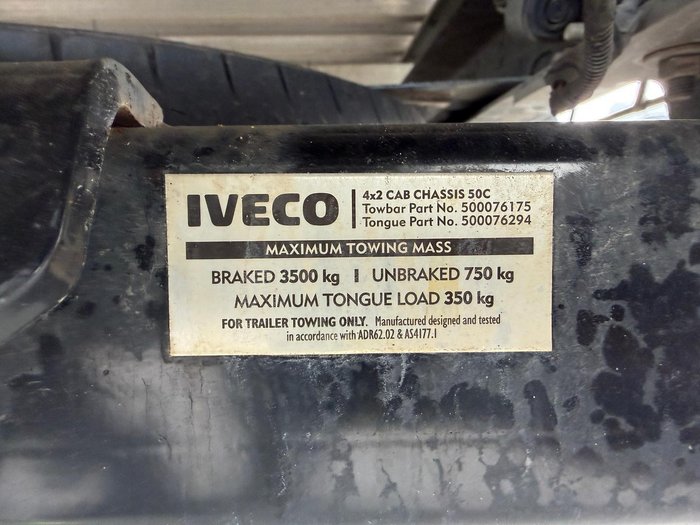 IVECO
4x2 CAB CHASSIS 50C
Towbar Part No. 500076175
Tongue Part No. 500076294
MAXIMUM TOWING MASS
BRAKED 3500 kg | UNBRAKED 750 kg
MAXIMUM TONGUE LOAD 350 kg
FOR TRAILER TOWING ONLY. Manufactured designed and tested
in accordance with ADR62.02 & AS4177.1